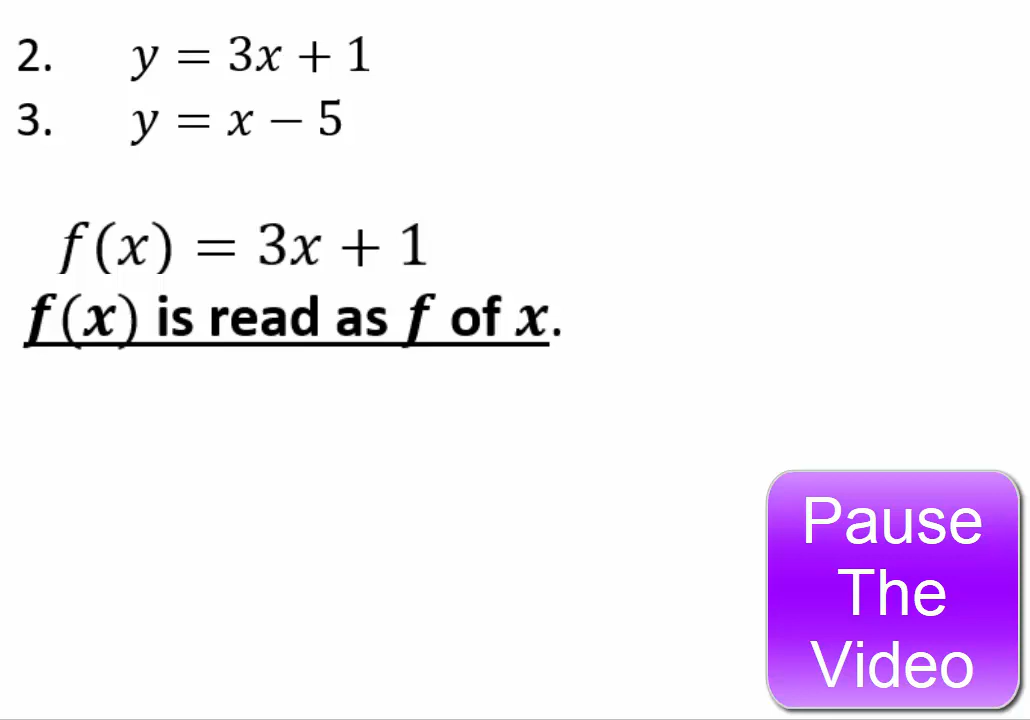 2. y = 3x + 1
3. y = x − 5
f(x) = 3x + 1
f(x) is read as f of x.
Pause
The
Video